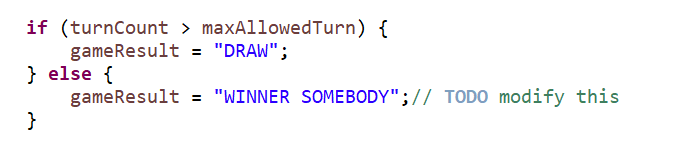 if (turnCount > maxAllowedTurn) {
    gameResult = "DRAW";
} else {
    gameResult = "WINNER SOMEBODY";// TODO modify this
}